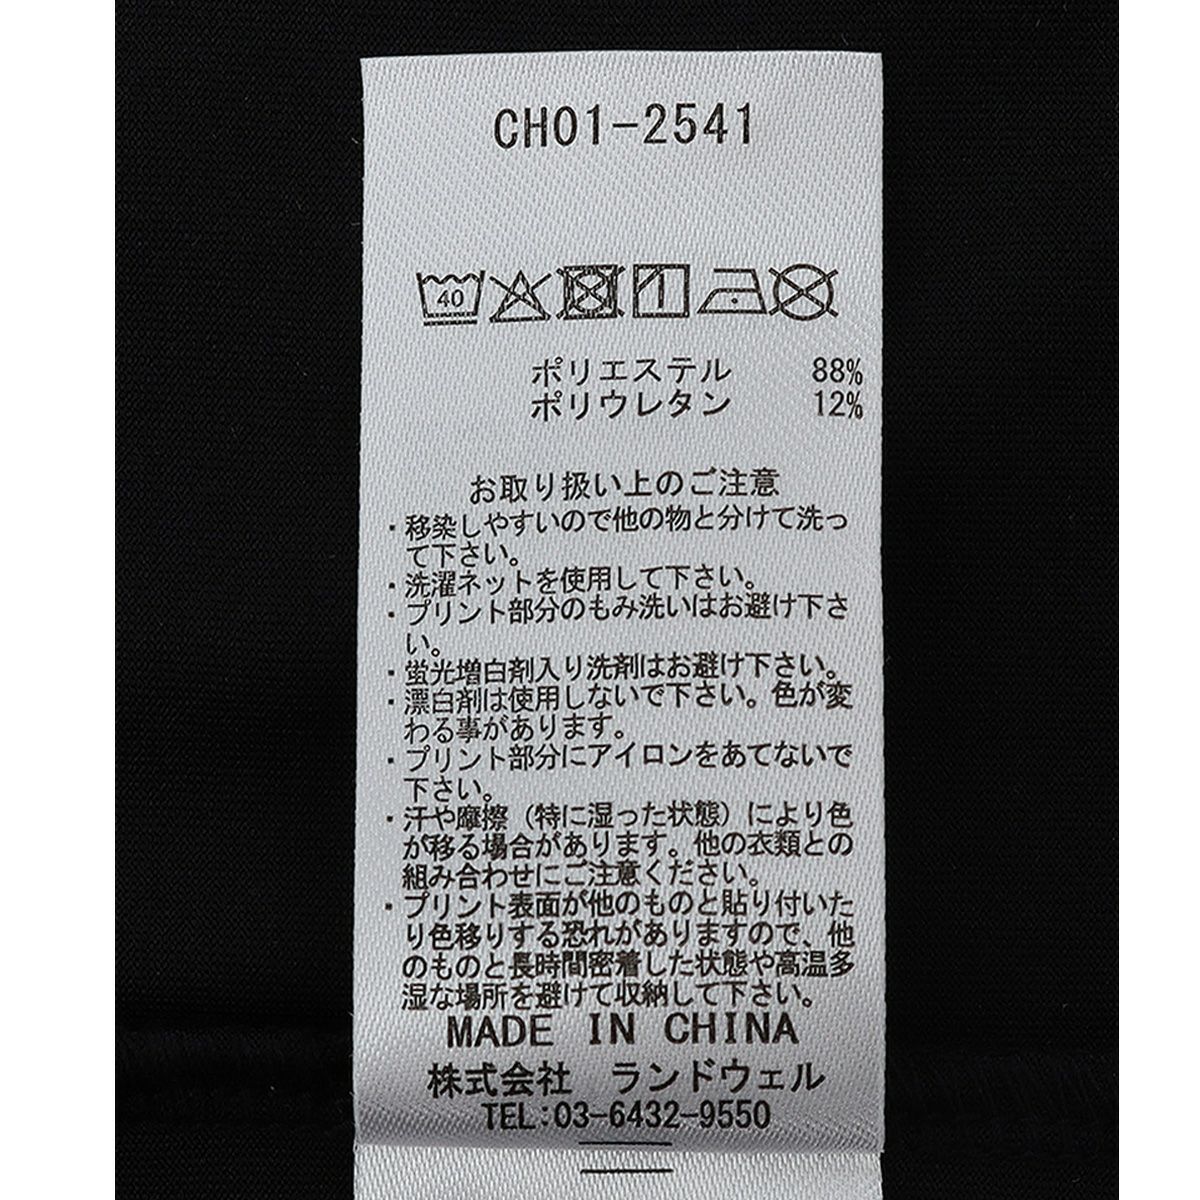 CH01-2541
40
ポリエステル 88%
ポリウレタン 12%
お取り扱い上のご注意
・移染しやすいので他の物と分けて洗っ
て下さい。
・洗濯ネットを使用して下さい。
・プリント部分のもみ洗いはお避け下さ
い。
・蛍光増白剤入り洗剤はお避け下さい。
・漂白剤は使用しないで下さい。色が変
わる事があります。
・プリント部分にアイロンをあてないで
下さい。
・汗や摩擦（特に湿った状態）により色
が移る場合があります。他の衣類との
組み合わせにご注意ください。
・プリント表面が他のものと貼り付いた
り色移りする恐れがありますので、他
のものと長時間密着した状態や高温多
湿な場所を避けて収納して下さい。
MADE IN CHINA
株式会社 ランドウェル
TEL:03-6432-9550